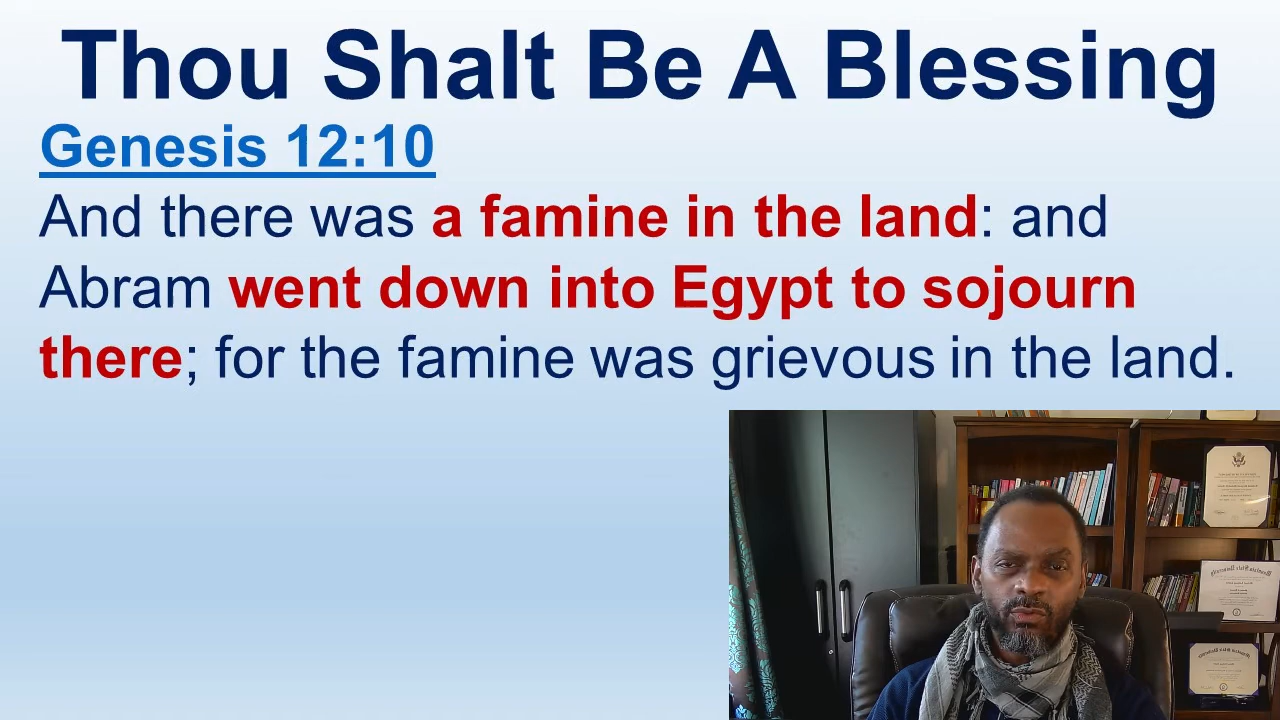 Thou Shalt Be A Blessing
Genesis 12:10
And there was a famine in the land: and
Abram went down into Egypt to sojourn
there; for the famine was grievous in the land.